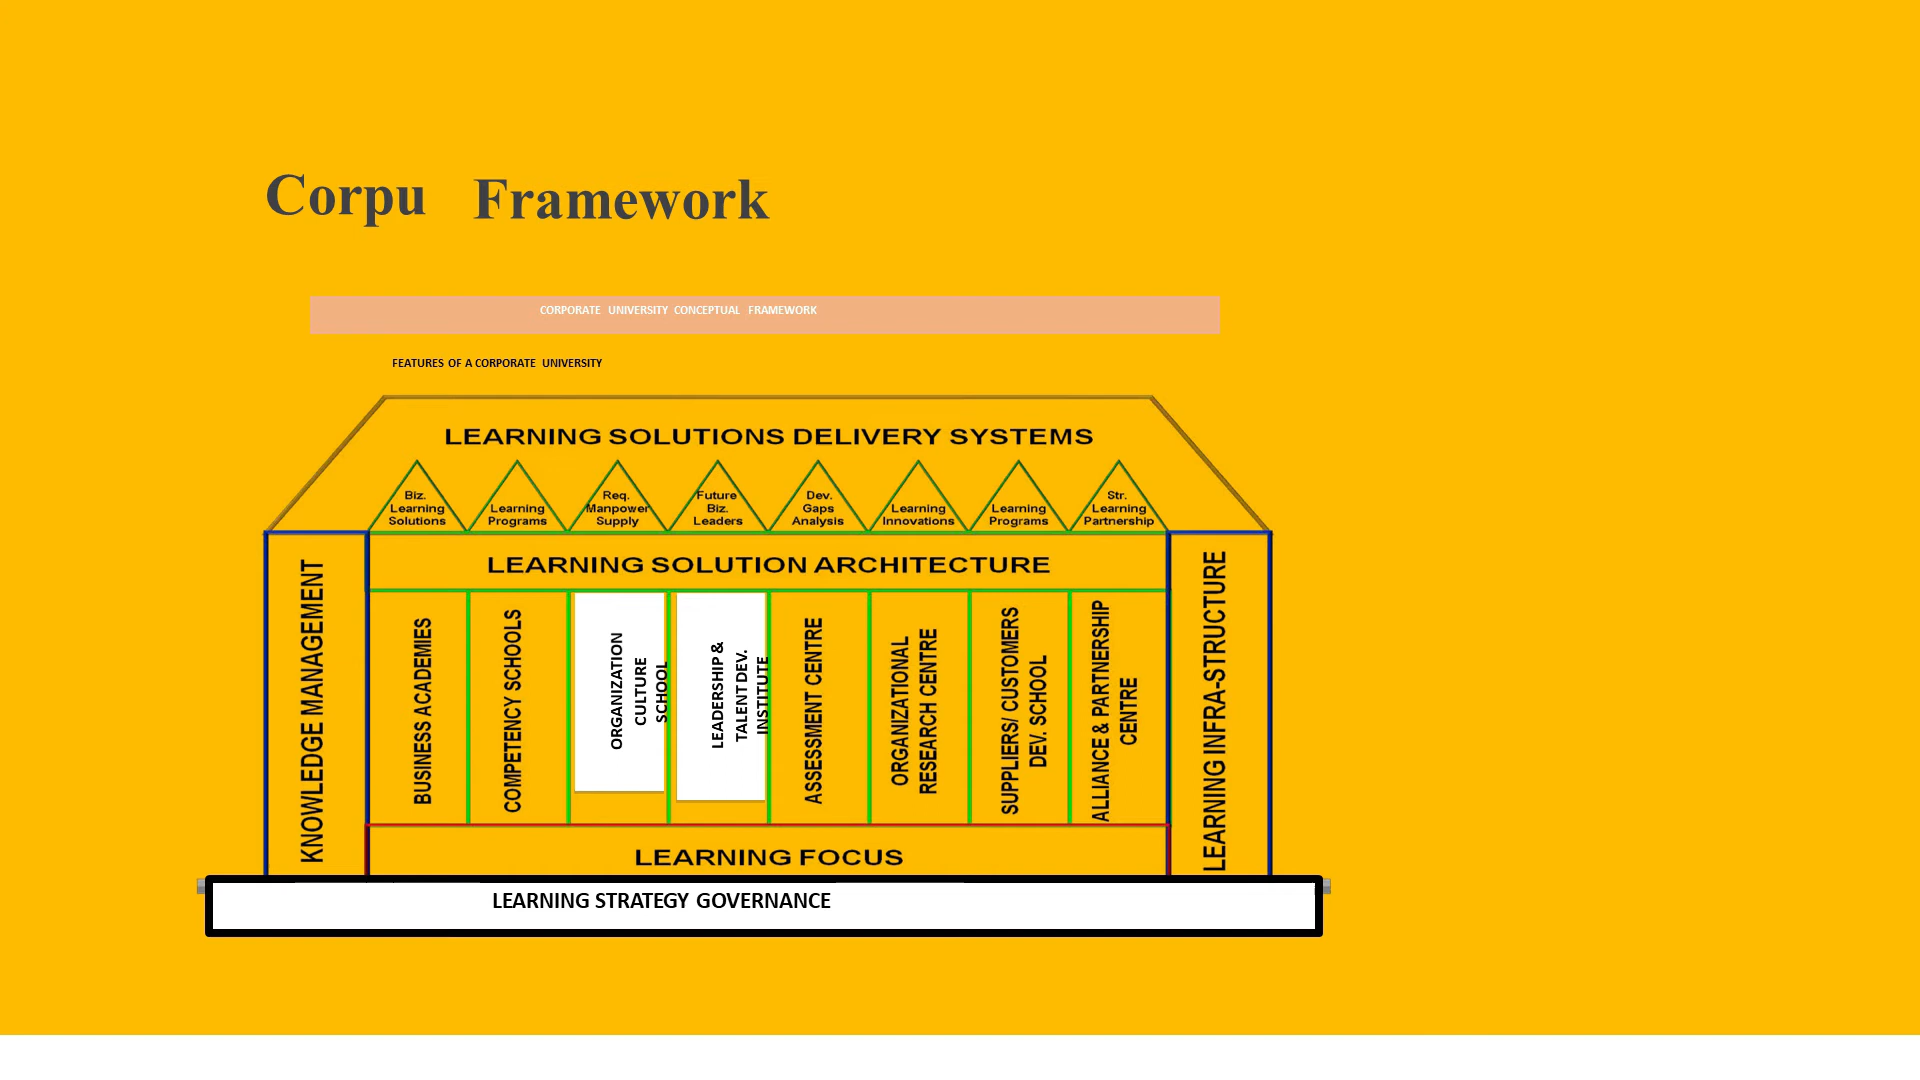 Corpu Framework
CORPORATE UNIVERSITY CONCEPTUAL FRAMEWORK
FEATURES OF A CORPORATE UNIVERSITY
LEARNING SOLUTIONS DELIVERY SYSTEMS
Biz.
Learning
Solutions
Learning
Programs
Req.
Manpower
Supply
Future
Biz.
Leaders
Dev.
Gaps
Analysis
Learning
Innovations
Learning
Programs
Str.
Learning
Partnership
LEARNING SOLUTION ARCHITECTURE
KNOWLEDGE MANAGEMENT
BUSINESS ACADEMIES
COMPETENCY SCHOOLS
ORGANIZATION
CULTURE
SCHOOL
LEADERSHIP &
TALENT DEV.
INSTITUTE
ASSESSMENT CENTRE
ORGANIZATIONAL
RESEARCH CENTRE
SUPPLIERS/ CUSTOMERS
DEV. SCHOOL
ALLIANCE & PARTNERSHIP
CENTRE
LEARNING INFRA-STRUCTURE
LEARNING FOCUS
LEARNING STRATEGY GOVERNANCE